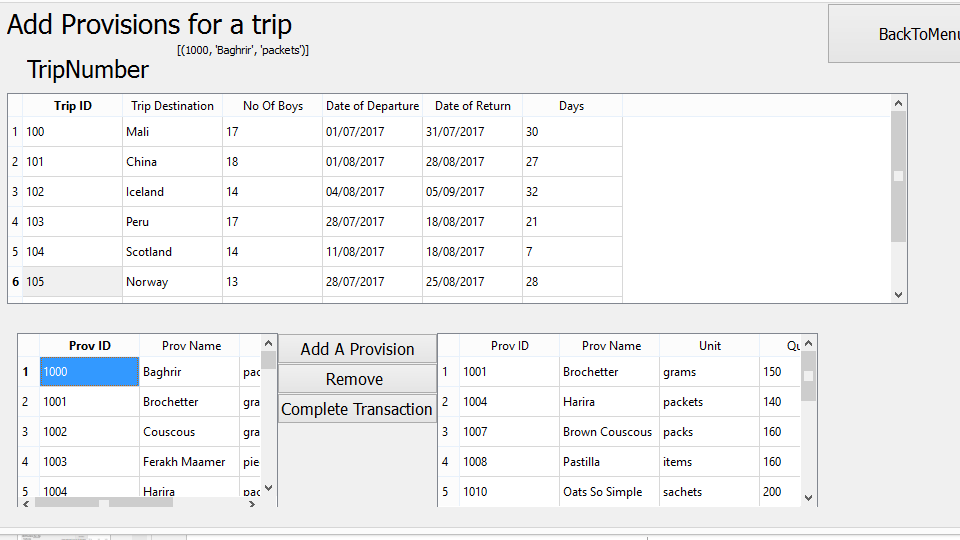 Add Provisions for a trip
BackToMenu
[(1000, 'Baghrir', 'packets')]
TripNumber
Trip ID Trip Destination No Of Boys Date of Departure Date of Return Days
1 100 Mali 17 01/07/2017 31/07/2017 30
2 101 China 18 01/08/2017 28/08/2017 27
3 102 Iceland 14 04/08/2017 05/09/2017 32
4 103 Peru 17 28/07/2017 18/08/2017 21
5 104 Scotland 14 11/08/2017 18/08/2017 7
6 105 Norway 13 28/07/2017 25/08/2017 28
Prov ID Prov Name
1 1000 Baghrir pac
2 1001 Brochetter gra
3 1002 Couscous gra
4 1003 Ferakh Maamer pie
5 1004 Harira pac
Add A Provision
Remove
Complete Transaction
Prov ID Prov Name Unit Qu
1 1001 Brochetter grams 150
2 1004 Harira packets 140
3 1007 Brown Couscous packs 160
4 1008 Pastilla items 160
5 1010 Oats So Simple sachets 200